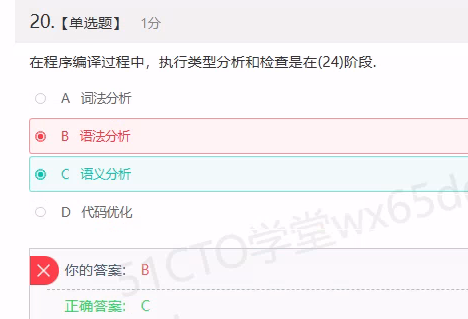 20.【单选题】 1分
在程序编译过程中，执行类型分析和检查是在(24)阶段.
A 词法分析
B 语法分析
C 语义分析
D 代码优化
你的答案： B
正确答案： C
51CTO学堂wx65d